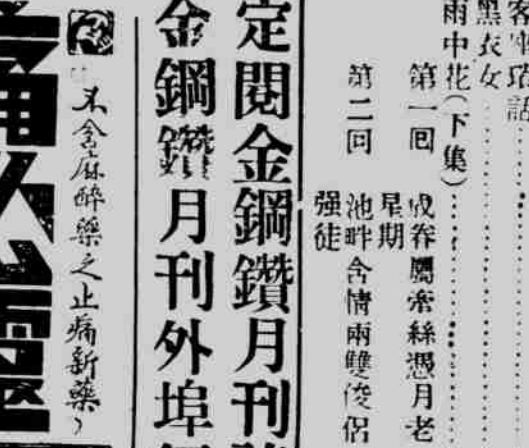 黑衣女
雨中花(下集)
第一回 成眷屬牽絲憑月老
星期
第二回 池畔含情兩雙俊侶
强徒
定閱金鋼鑽月刊
金鋼鑽月刊外埠
不含麻醉藥之止痛新藥